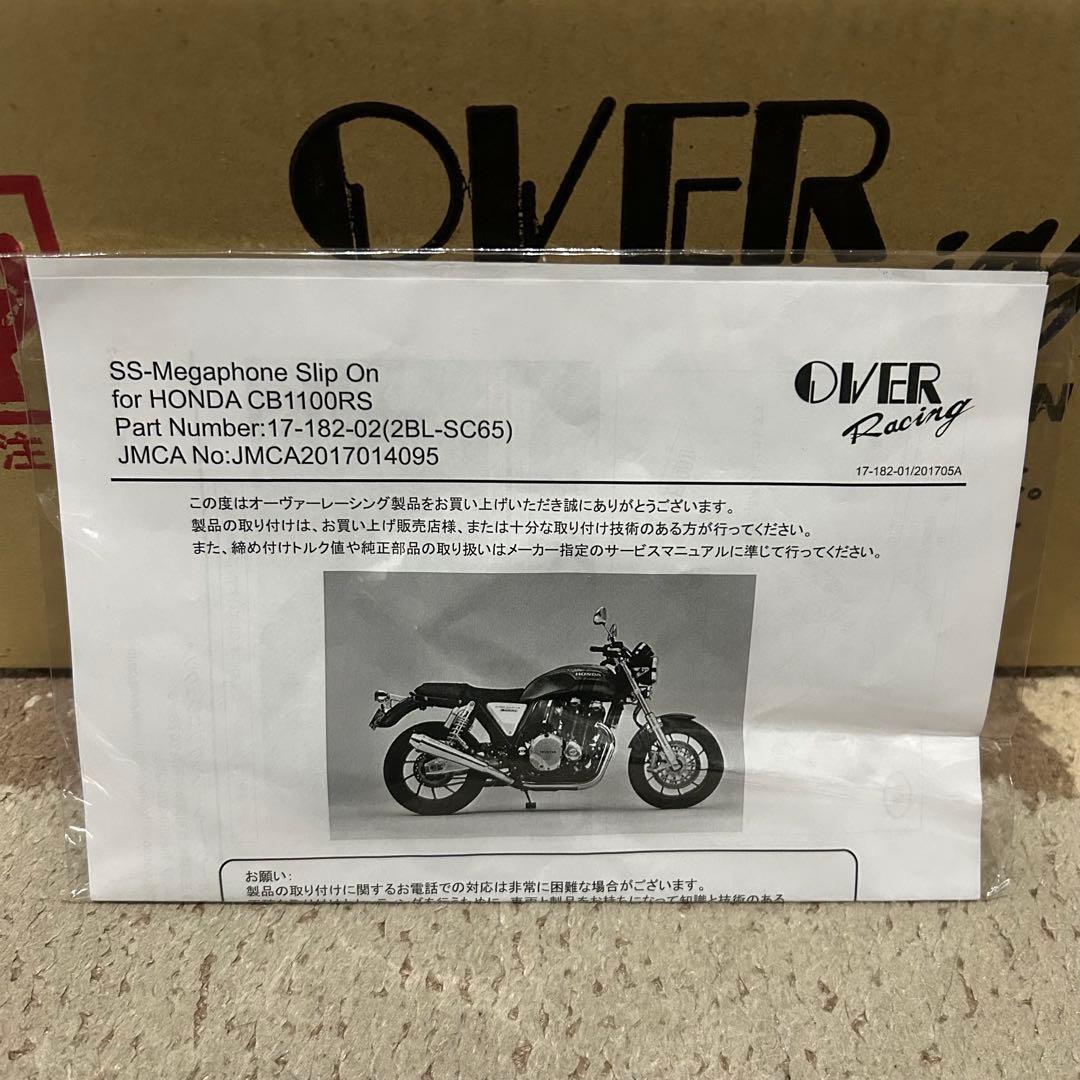 OVER
注
SS-Megaphone Slip On
for HONDA CB1100RS
Part Number:17-182-02(2BL-SC65)
JMCA No:JMCA2017014095
OVER
Racing
17-182-01/201705A
この度はオーヴァーレーシング製品をお買い上げいただき誠にありがとうございます。
製品の取り付けは、お買い上げ販売店様、または十分な取り付け技術のある方が行ってください。
また、締め付けトルク値や純正部品の取り扱いはメーカー指定のサービスマニュアルに準じて行ってください。
HONDA
お願い:
製品の取り付けに関するお電話での対応は非常に困難な場合がございます。